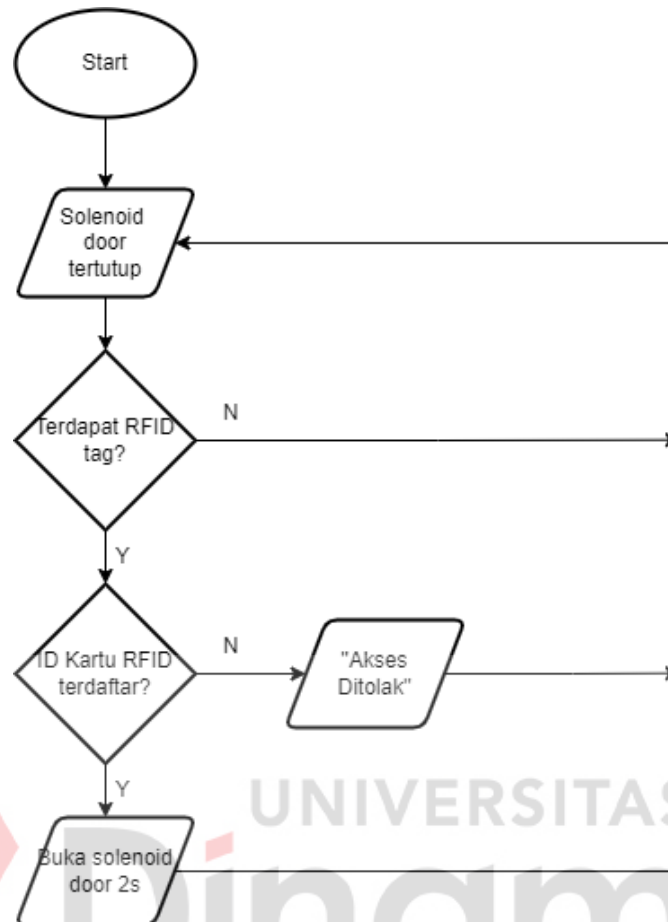 Start
Solenoid
door
tertutup
Terdapat RFID
tag?
N
Y
ID Kartu RFID
terdaftar?
N
"Akses
Ditolak"
Y
UNIVERSITAS
Buka solenoid
door 2s